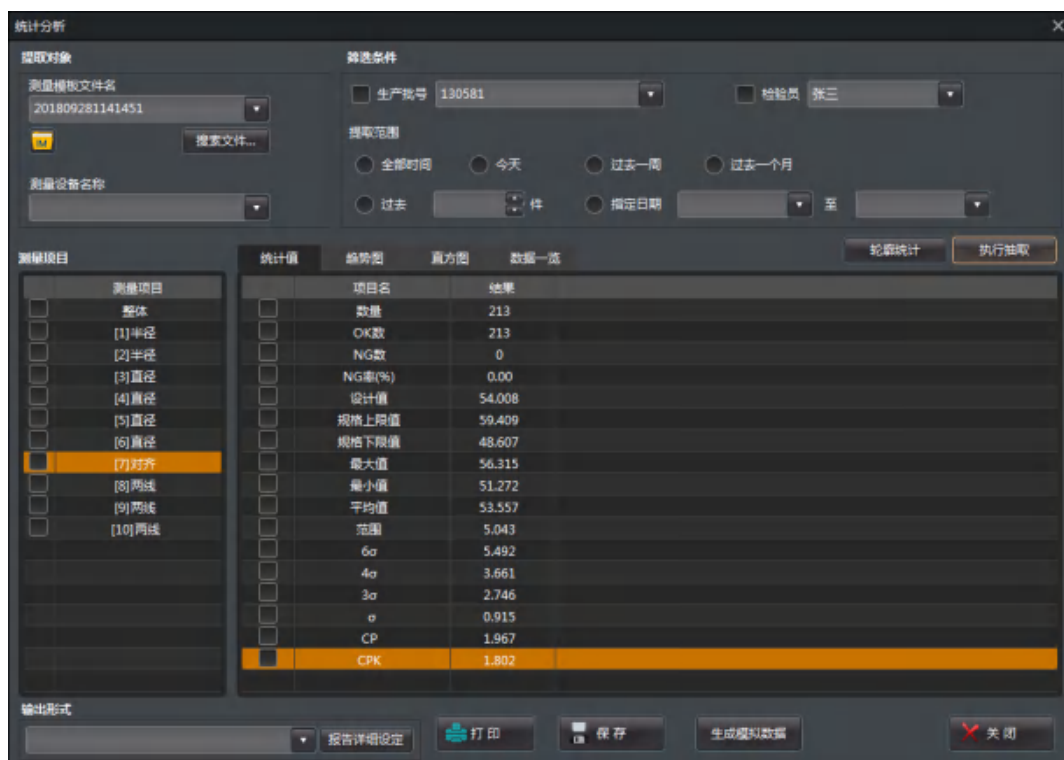 统计分析
提取对象
筛选条件
测量模板文件名
201809281141451
生产批号 130581
检验员 张三
IM
搜索文件...
提取范围
全部时间 今天 过去一周 过去一个月
测量设备名称
过去 件 指定日期 至
测量项目
统计值 趋势图 直方图 数据一览
轮廓统计 执行抽取
测量项目
整体
[1]半径
[2]半径
[3]直径
[4]直径
[5]直径
[6]直径
[7]对齐
[8]两线
[9]两线
[10]两线
项目名 结果
数量 213
OK数 213
NG数 0
NG率(%) 0.00
设计值 54.008
规格上限值 59.409
规格下限值 48.607
最大值 56.315
最小值 51.272
平均值 53.557
范围 5.043
6σ 5.492
4σ 3.661
3σ 2.746
σ 0.915
CP 1.967
CPK 1.802
输出形式
报告详细设定 打印 保存 生成模拟数据 关闭